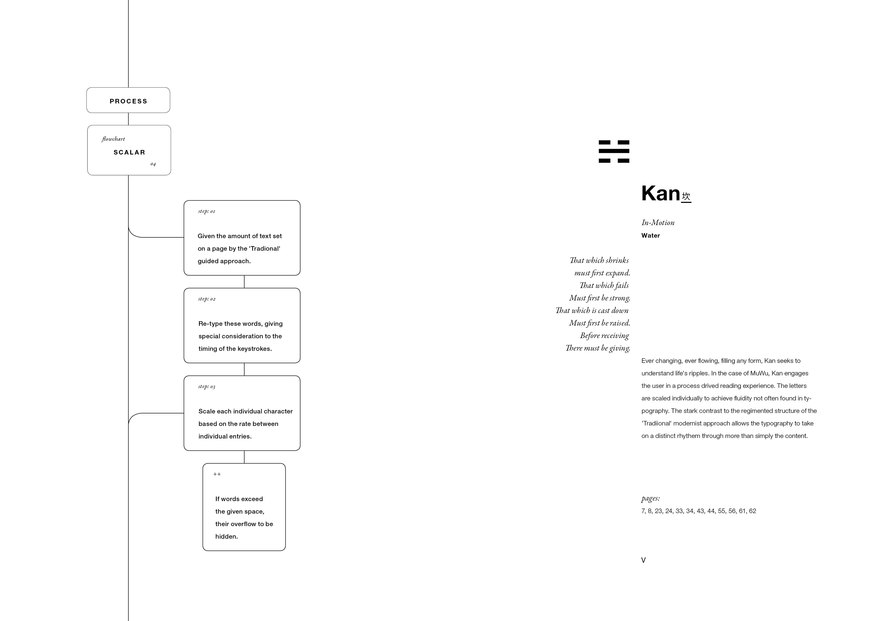 PROCESS
flowchart
SCALAR
04
step: 01
Given the amount of text set
on a page by the 'Tradional'
guided approach.
step: 02
Re-type these words, giving
special consideration to the
timing of the keystrokes.
step: 03
Scale each individual character
based on the rate between
individual entries.
++
If words exceed
the given space,
their overflow to be
hidden.
Kan坎
In-Motion
Water
That which shrinks
must first expand.
That which fails
Must first be strong.
That which is cast down
Must first be raised.
Before receiving
There must be giving.
Ever changing, ever flowing, filling any form, Kan seeks to
understand life's ripples. In the case of MuWu, Kan engages
the user in a process drived reading experience. The letters
are scaled individually to achieve fluidity not often found in ty-
pography. The stark contrast to the regimented structure of the
'Tradional' modernist approach allows the typography to take
on a distinct rhythem through more than simply the content.
pages:
7, 8, 23, 24, 33, 34, 43, 44, 55, 56, 61, 62
V